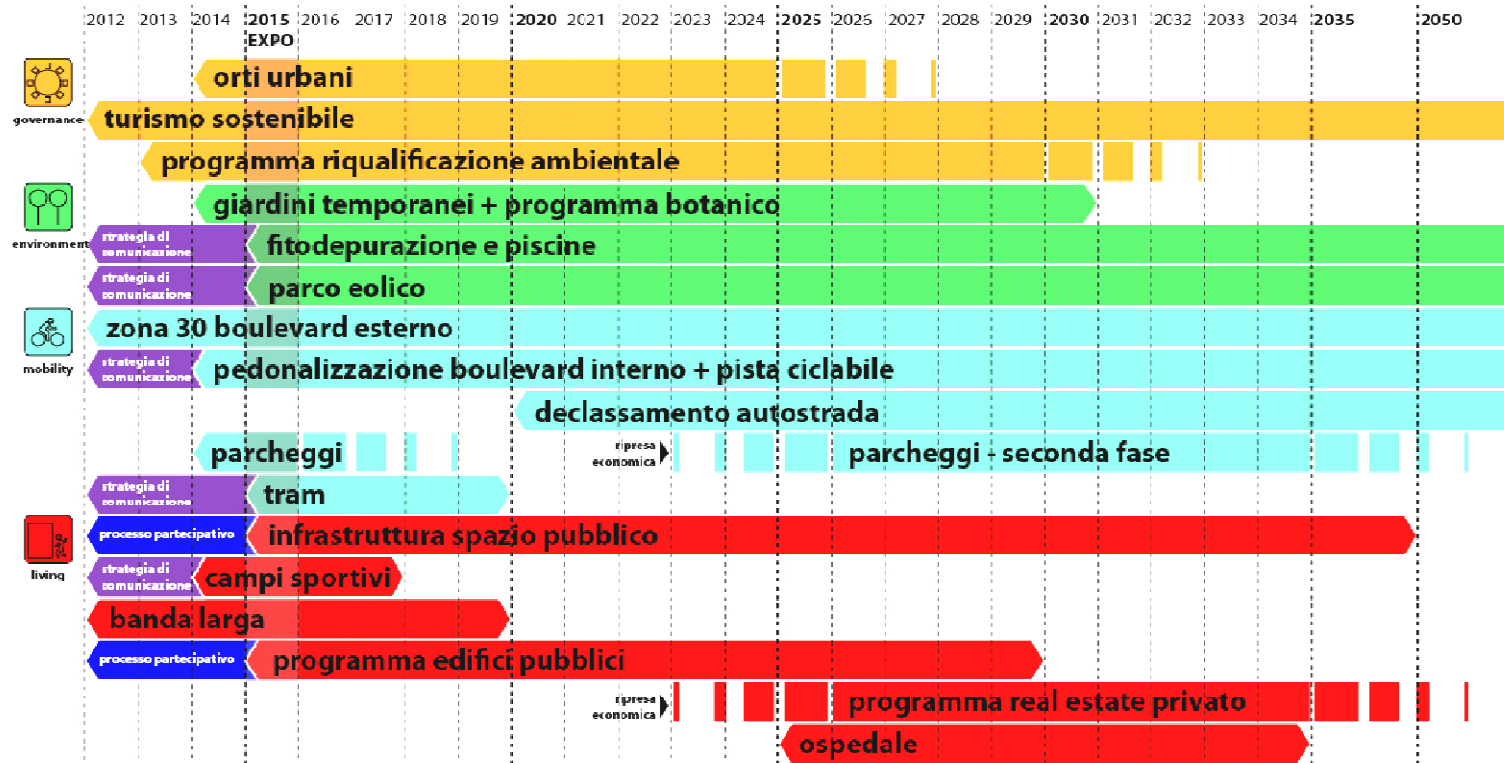 2012 2013 2014 2015 2016 2017 2018 2019 2020 2021 2022 2023 2024 2025 2026 2027 2028 2029 2030 2031 2032 2033 2034 2035 2050
EXPO
orti urbani
governance
turismo sostenibile
programma riqualificazione ambientale
giardini temporanei + programma botanico
environment
strategia di
comunicazione
fitodepurazione e piscine
strategia di
comunicazione
parco eolico
zona 30 boulevard esterno
mobility
strategia di
comunicazione
pedonalizzazione boulevard interno + pista ciclabile
declassamento autostrada
parcheggi
ripresa
economica
parcheggi - seconda fase
strategia di
comunicazione
tram
processo partecipativo
infrastruttura spazio pubblico
living
strategia di
comunicazione
campi sportivi
banda larga
processo partecipativo
programma edifici pubblici
ripresa
economica
programma real estate privato
ospedale